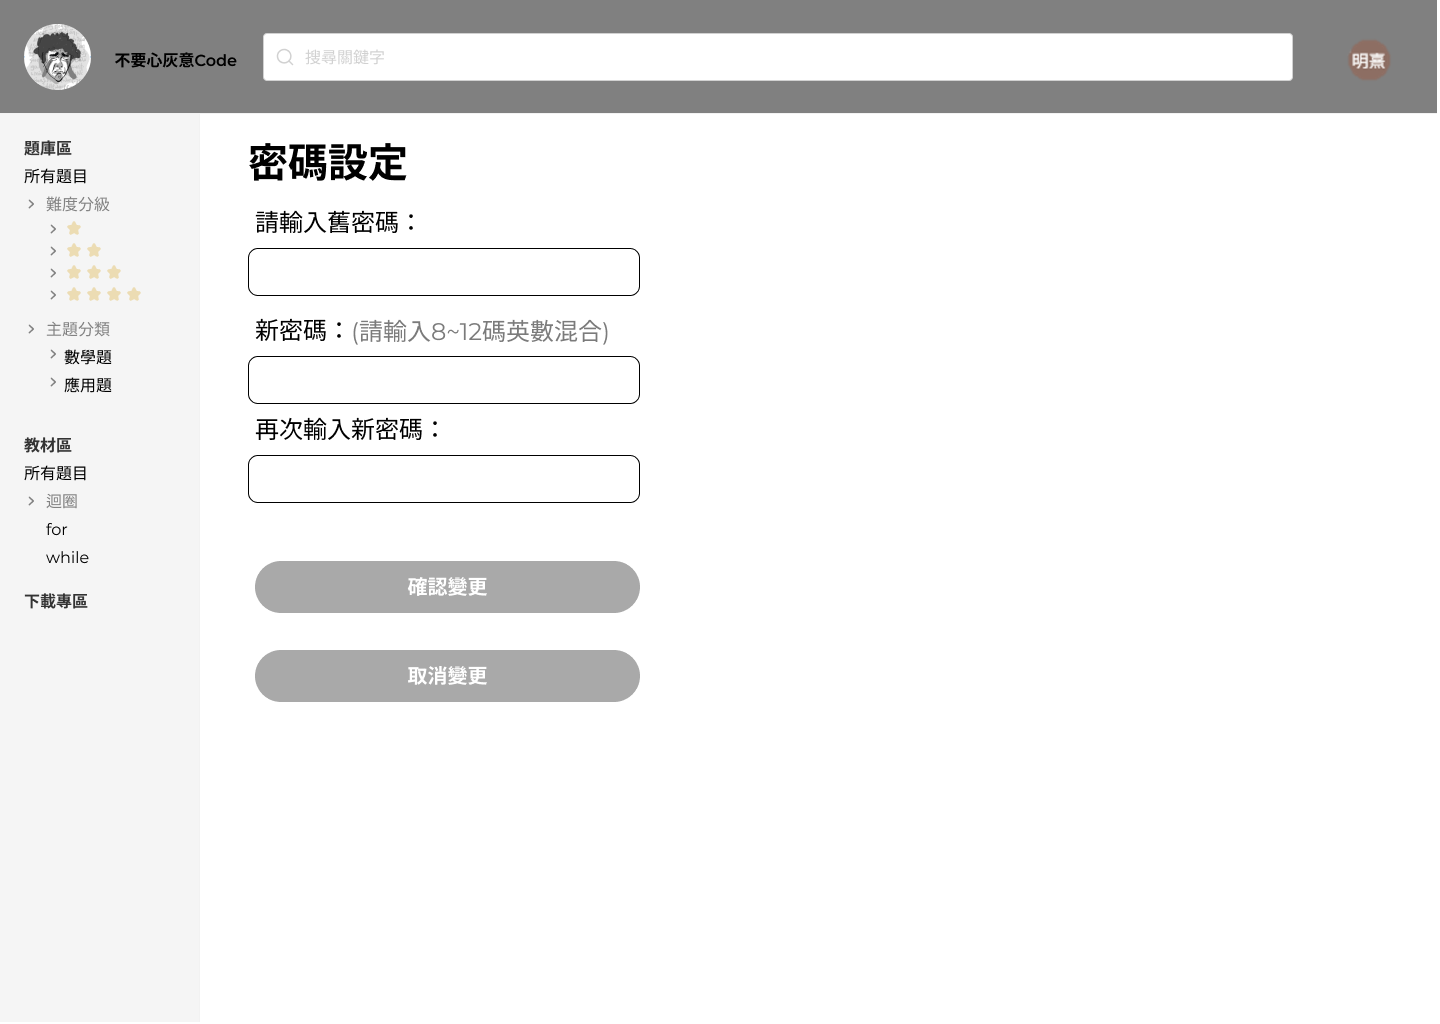 不要心灰意Code
搜尋關鍵字
明熹
題庫區
所有題目
難度分級
主題分類
數學題
應用題
教材區
所有題目
迴圈
for
while
下載專區
密碼設定
請輸入舊密碼：
新密碼：(請輸入8~12碼英數混合)
再次輸入新密碼：
確認變更
取消變更